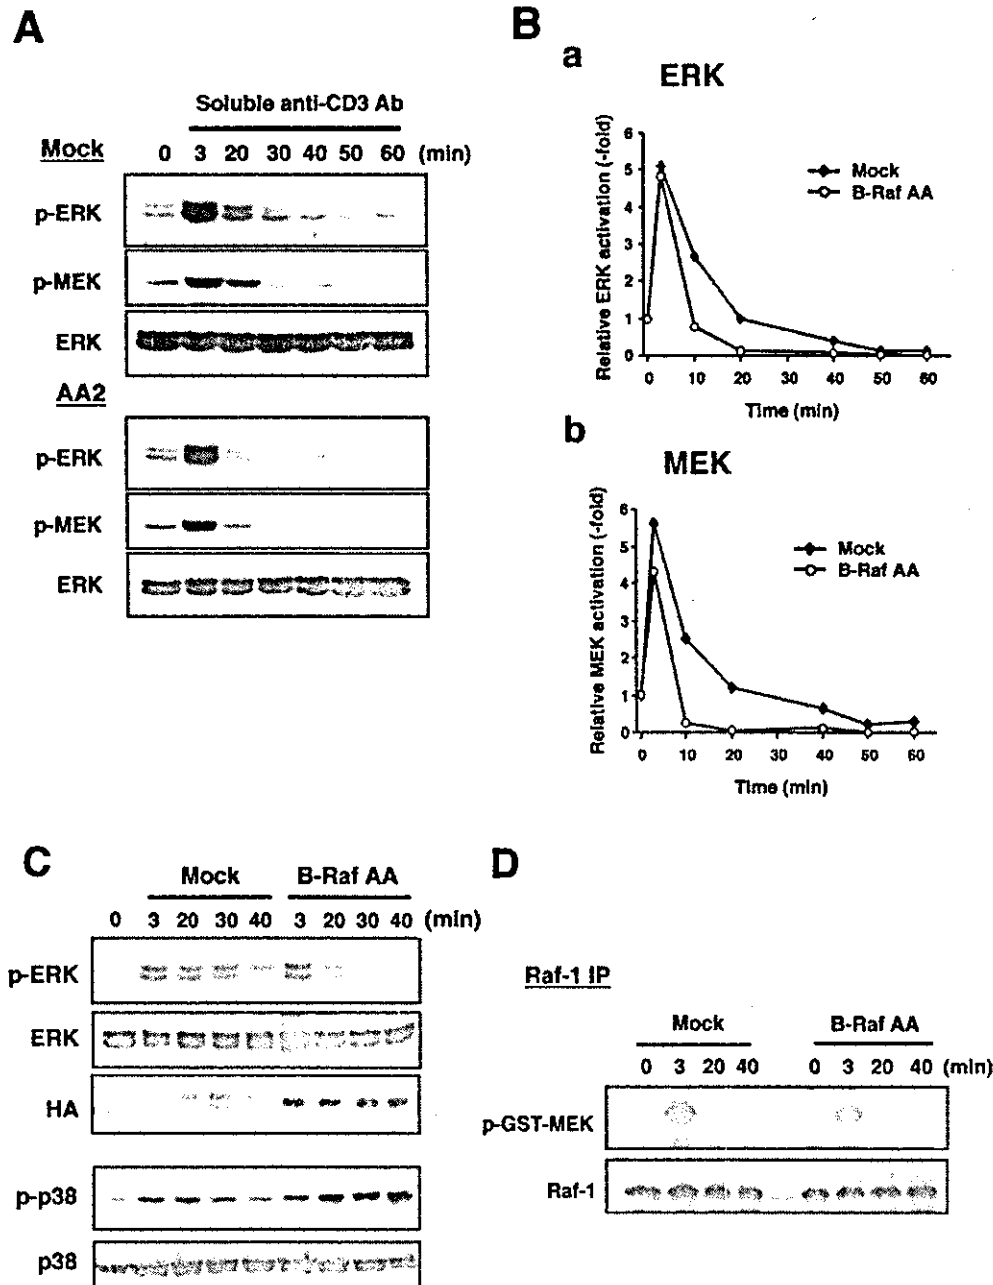 A
Soluble anti-CD3 Ab
Mock 0 3 20 30 40 50 60 (min)
p-ERK
p-MEK
ERK
AA2
p-ERK
p-MEK
ERK
B
a
ERK
Relative ERK activation (-fold)
6
5
4
3
2
1
0
Mock
B-Raf AA
0 10 20 30 40 50 60
Time (min)
b
MEK
Relative MEK activation (-fold)
6
5
4
3
2
1
0
Mock
B-Raf AA
0 10 20 30 40 50 60
Time (min)
C
Mock B-Raf AA
0 3 20 30 40 3 20 30 40 (min)
p-ERK
ERK
HA
p-p38
p38
D
Raf-1 IP
Mock B-Raf AA
0 3 20 40 0 3 20 40 (min)
p-GST-MEK
Raf-1